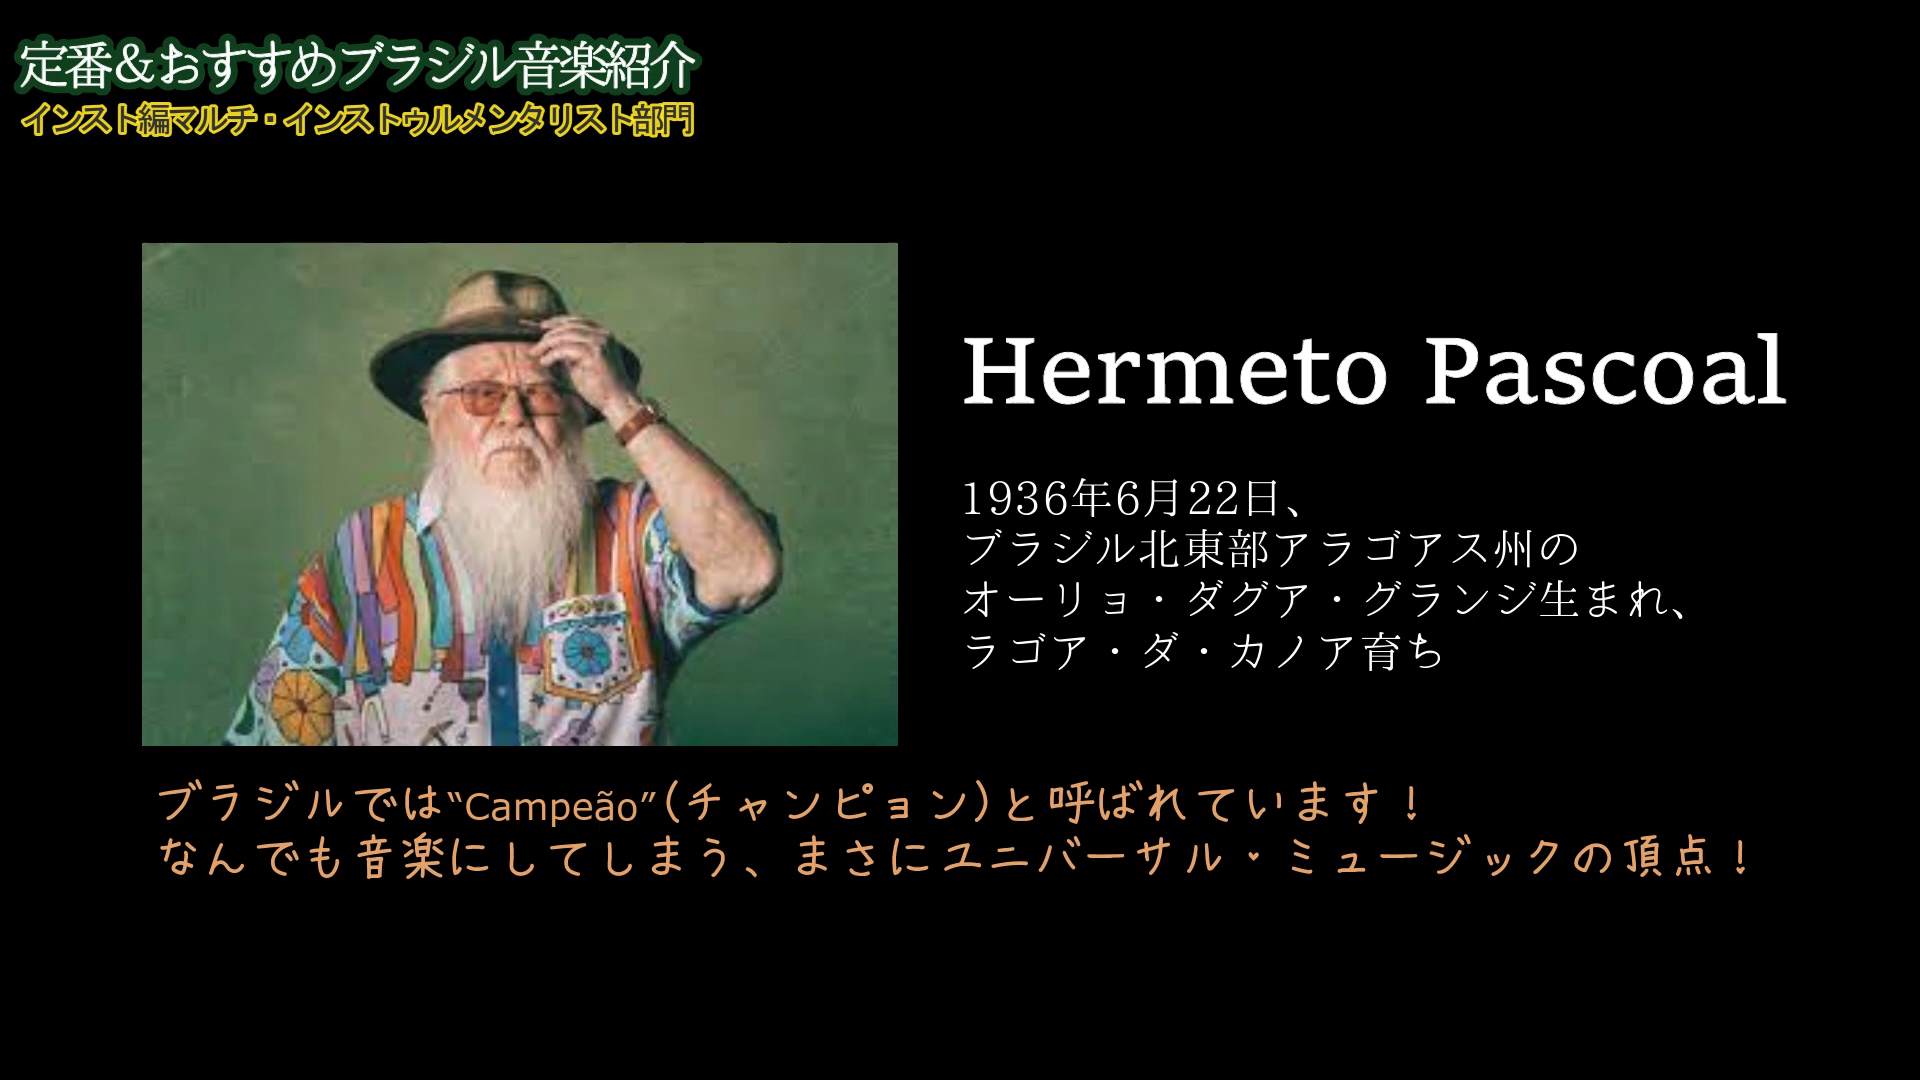 定番&おすすめブラジル音楽紹介
インスト編マルチ・インストゥルメンタリスト部門
Hermeto Pascoal
1936年6月22日、
ブラジル北東部アラゴアス州の
オーリョ・ダグア・グランジ生まれ、
ラゴア・ダ・カノア育ち
ブラジルでは“Campeão”(チャンピョン)と呼ばれています！
なんでも音楽にしてしまう、まさにユニバーサル・ミュージックの頂点！